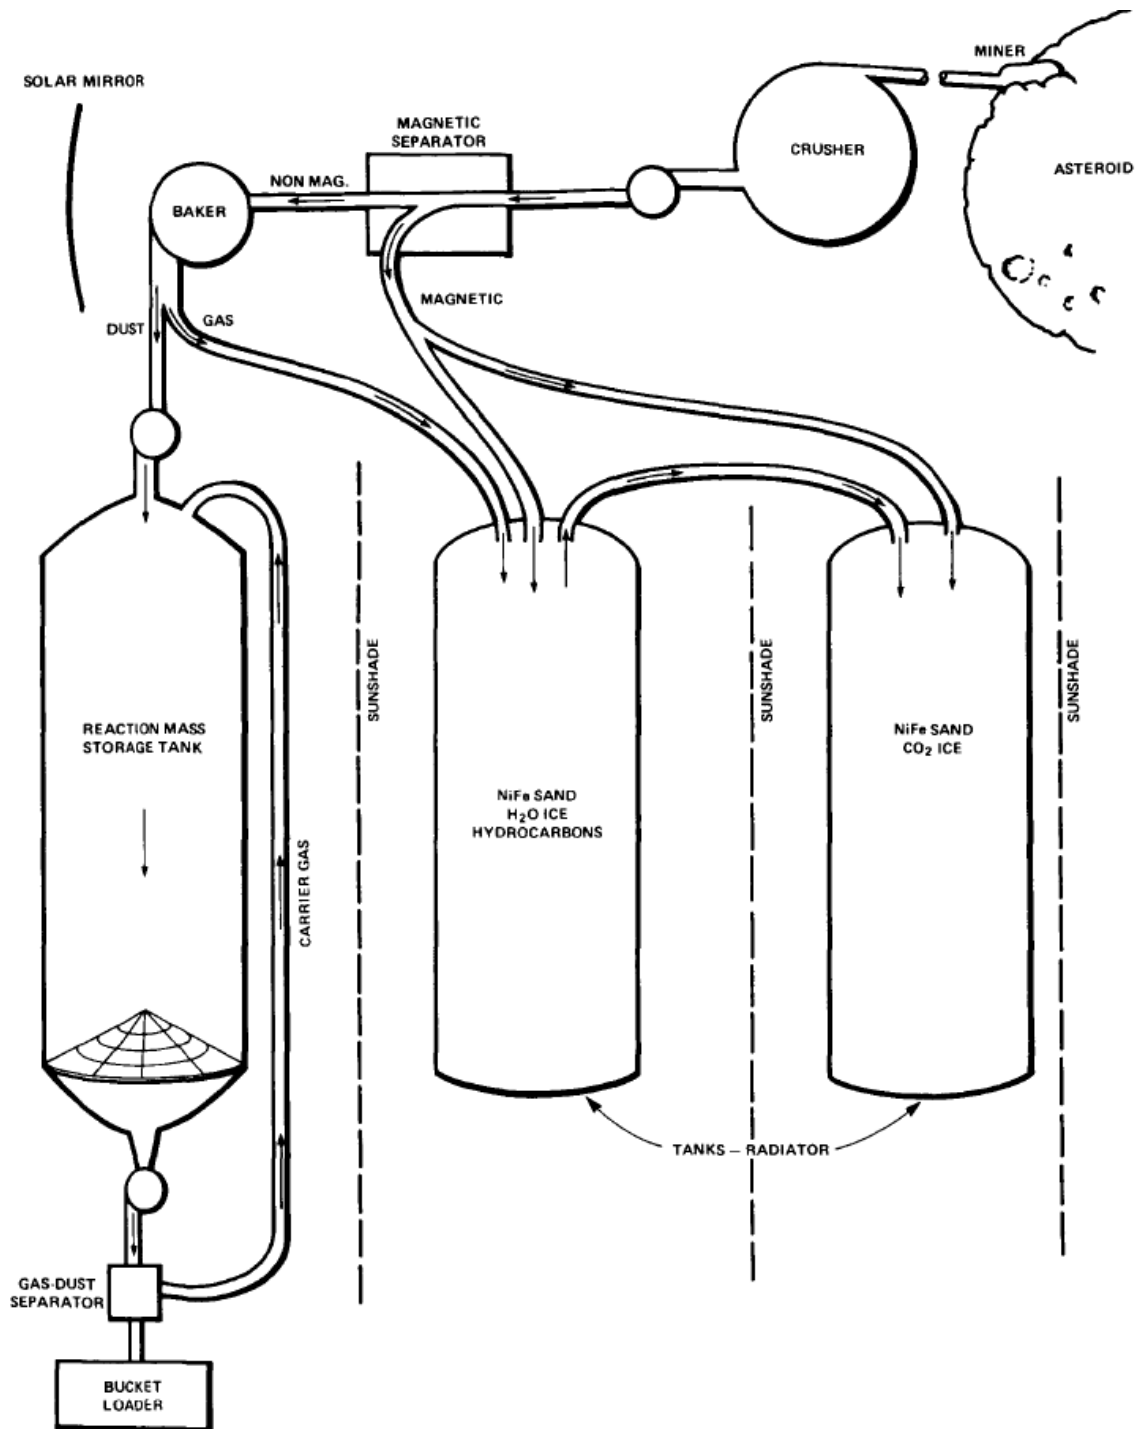 MINER
SOLAR MIRROR
MAGNETIC
SEPARATOR
CRUSHER
ASTEROID
NON MAG.
BAKER
MAGNETIC
DUST
GAS
SUNSHADE
SUNSHADE
SUNSHADE
REACTION MASS
STORAGE TANK
NiFe SAND
CO₂ ICE
NiFe SAND
H₂O ICE
HYDROCARBONS
CARRIER GAS
TANKS – RADIATOR
GAS-DUST
SEPARATOR
BUCKET
LOADER